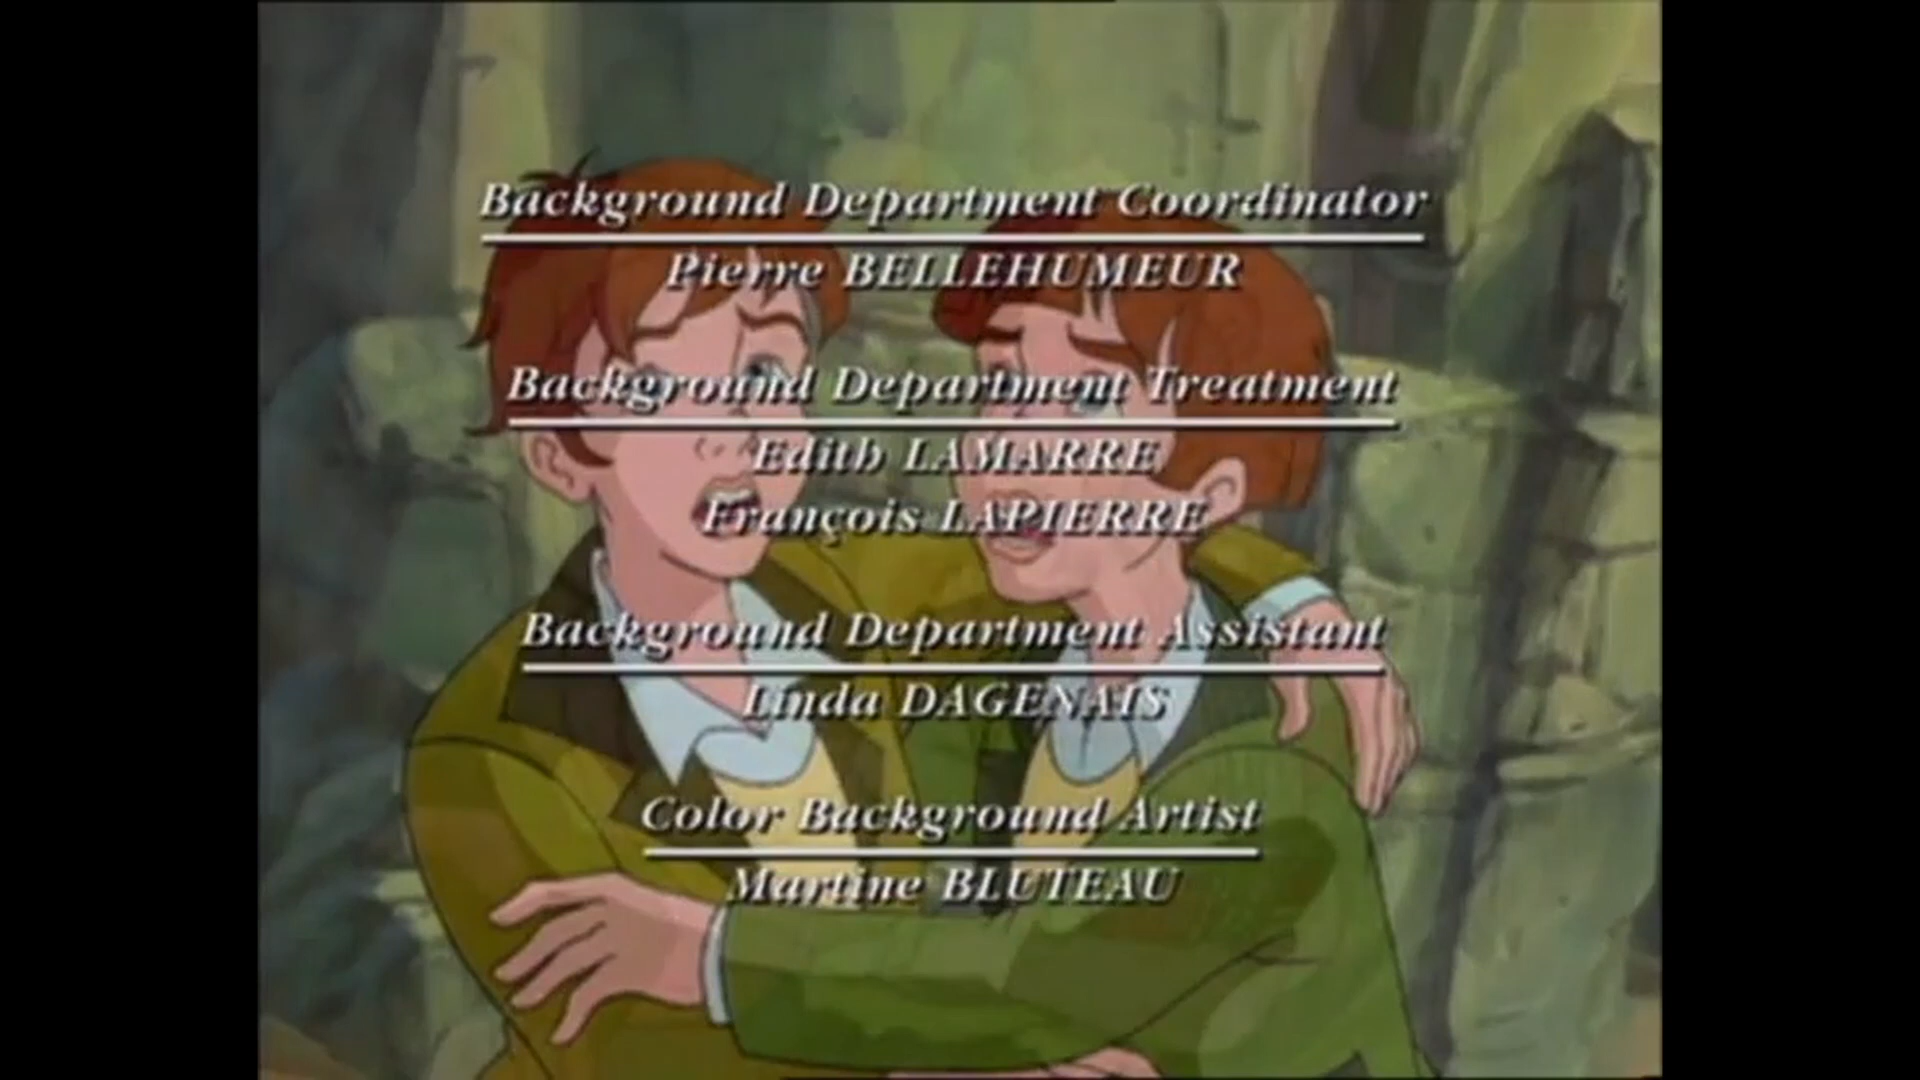 Background Department Coordinator
Pierre BELLEHUMEUR
Background Department Treatment
Edith LAMARRE
François LAPIERRE
Background Department Assistant
Linda DAGENAIS
Color Background Artist
Martine BLUTEAU